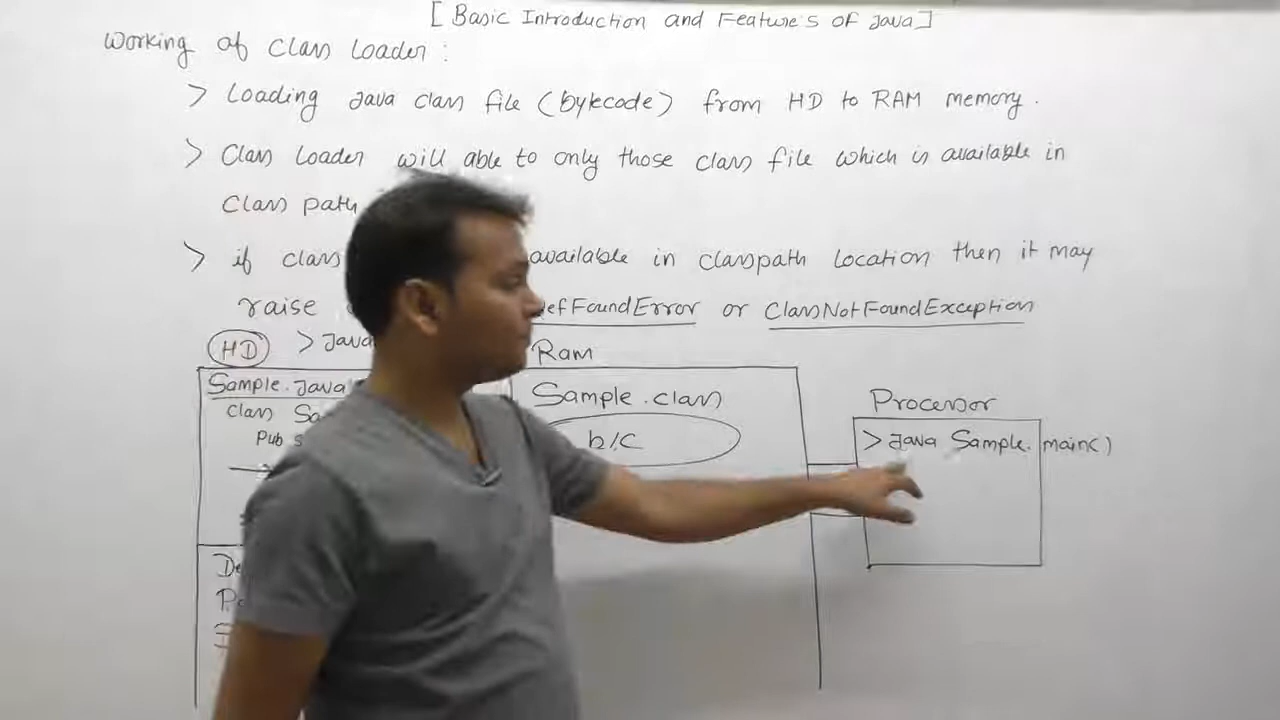 [ Basic Introduction and Feature's of Java ]
Working of Class Loader :
> Loading Java class file (bytecode) from HD to RAM memory .
> Class Loader will able to only those class file which is available in
Class path
> if class available in classpath location then it may
raise efFoundError or ClassNotFoundException
HD > Java Ram
Sample.Java Sample.class Processor
Class Sa b/c > Java Sample.main()
Pub s